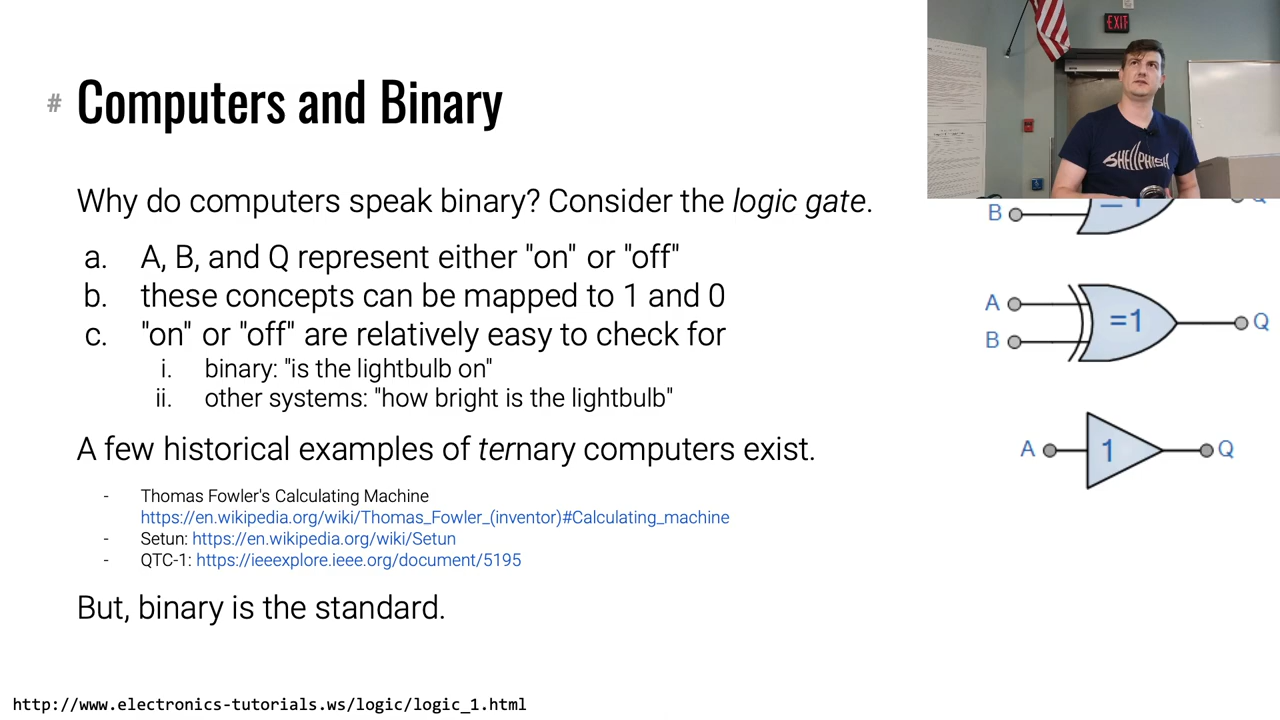 # Computers and Binary
EXIT
SHELLPHISH
Why do computers speak binary? Consider the logic gate.
a. A, B, and Q represent either "on" or "off"
b. these concepts can be mapped to 1 and 0
c. "on" or "off" are relatively easy to check for
i. binary: "is the lightbulb on"
ii. other systems: "how bright is the lightbulb"
A few historical examples of ternary computers exist.
- Thomas Fowler's Calculating Machine
https://en.wikipedia.org/wiki/Thomas_Fowler_(inventor)#Calculating_machine
- Setun: https://en.wikipedia.org/wiki/Setun
- QTC-1: https://ieeexplore.ieee.org/document/5195
But, binary is the standard.
B
A =1 Q
B
A 1 Q
http://www.electronics-tutorials.ws/logic/logic_1.html